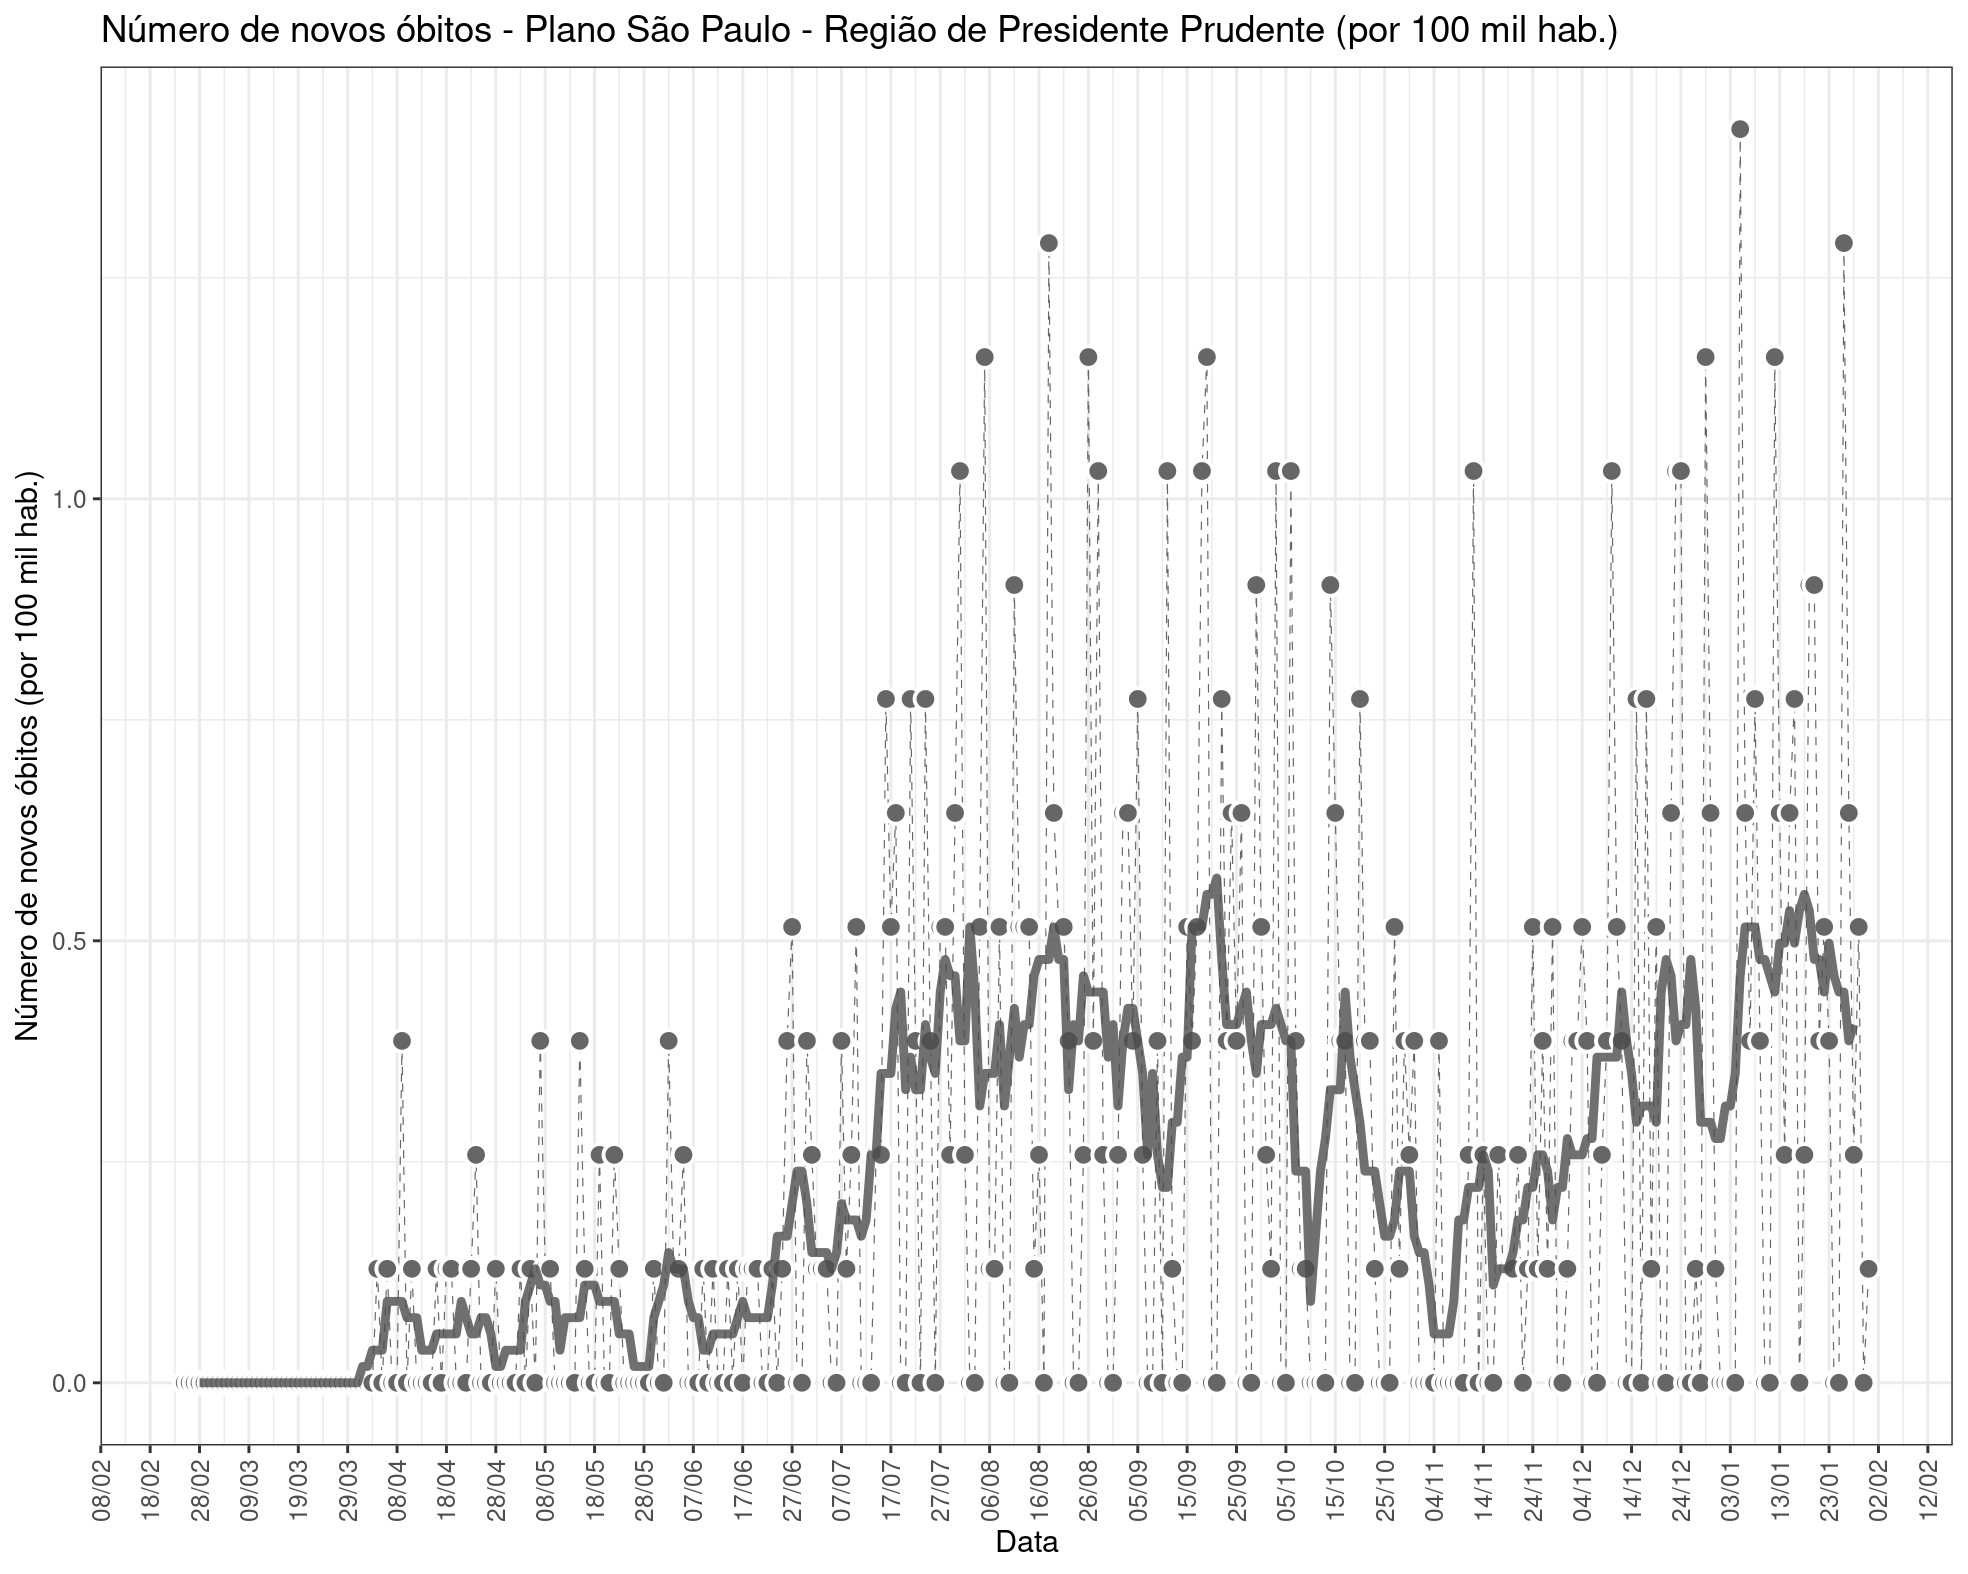 Número de novos óbitos - Plano São Paulo - Região de Presidente Prudente (por 100 mil hab.)
Número de novos óbitos (por 100 mil hab.)
1.0
0.5
0.0
08/02 18/02 28/02 09/03 19/03 29/03 08/04 18/04 28/04 08/05 18/05 28/05 07/06 17/06 27/06 07/07 17/07 27/07 06/08 16/08 26/08 05/09 15/09 25/09 05/10 15/10 25/10 04/11 14/11 24/11 04/12 14/12 24/12 03/01 13/01 23/01 02/02 12/02
Data